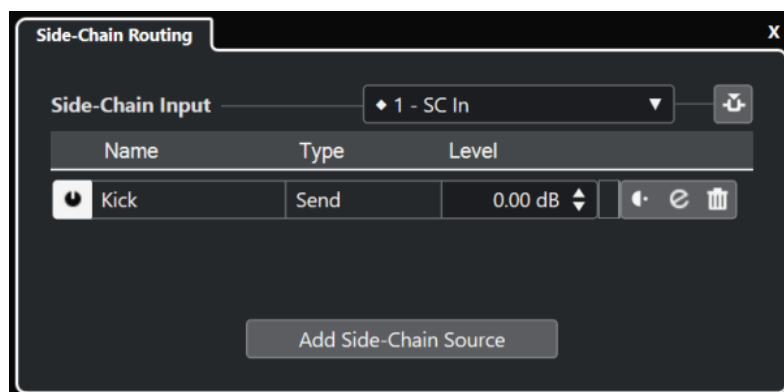 Side-Chain Routing
x
Side-Chain Input
1 - SC In
Name Type Level
Kick Send 0.00 dB
Add Side-Chain Source